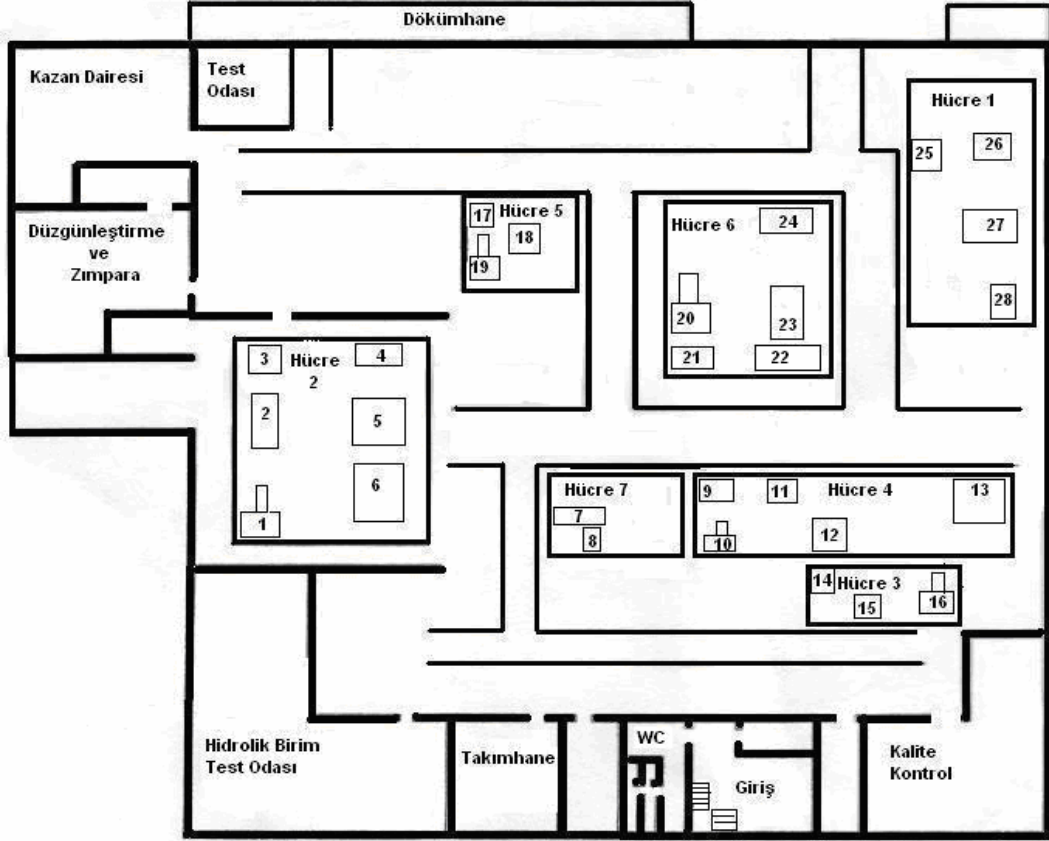 Dökümhane
Kazan Dairesi
Test
Odası
Hücre 1
25
26
27
28
Düzgünleştirme
ve
Zımpara
17
Hücre 5
18
19
Hücre 6
24
20
23
21
22
3
Hücre
2
4
2
5
6
1
Hücre 7
7
8
9
11
Hücre 4
13
10
12
14
Hücre 3
15
16
Hidrolik Birim
Test Odası
Takımhane
WC
Giriş
Kalite
Kontrol